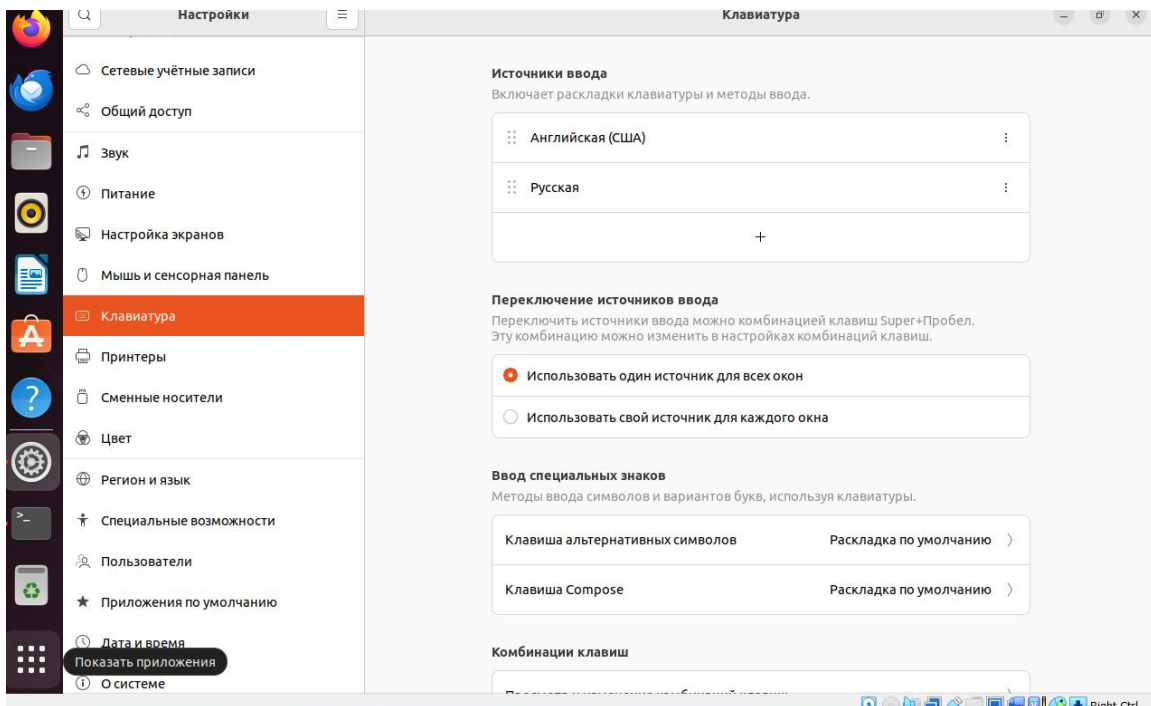 Настройки
Клавиатура
Сетевые учётные записи
Общий доступ
Звук
Питание
Настройка экранов
Мышь и сенсорная панель
Клавиатура
Принтеры
Сменные носители
Цвет
Регион и язык
Специальные возможности
Пользователи
Приложения по умолчанию
Дата и время
Показать приложения
О системе
Источники ввода
Включает раскладки клавиатуры и методы ввода.
Английская (США)
Русская
Переключение источников ввода
Переключить источники ввода можно комбинацией клавиш Super+Пробел.
Эту комбинацию можно изменить в настройках комбинаций клавиш.
Использовать один источник для всех окон
Использовать свой источник для каждого окна
Ввод специальных знаков
Методы ввода символов и вариантов букв, используя клавиатуры.
Клавиша альтернативных символов Раскладка по умолчанию
Клавиша Compose Раскладка по умолчанию
Комбинации клавиш
Right Ctrl